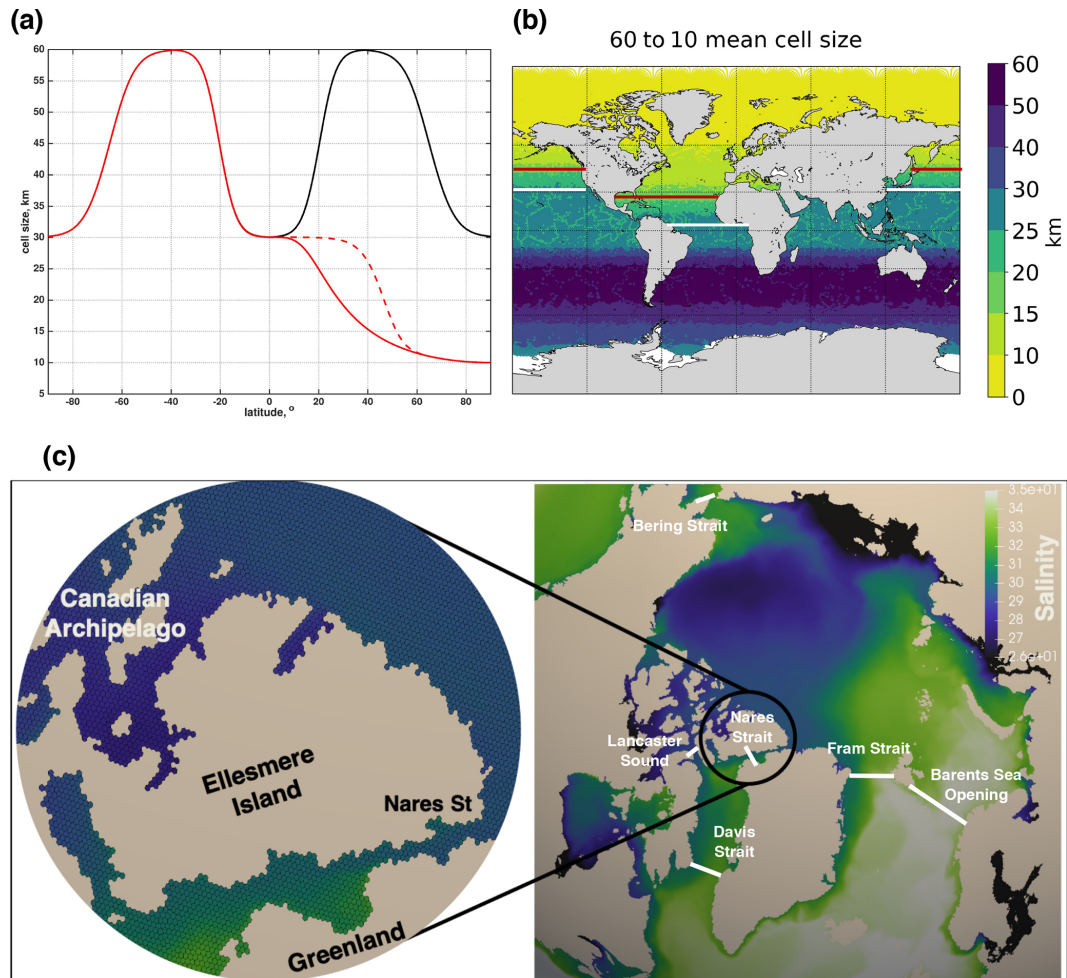 (a)
60
55
50
45
40
35
30
25
20
15
10
5
cell size, km
-80
-60
-40
-20
0
20
40
60
80
latitude, °
(b)
60 to 10 mean cell size
60
50
40
30
25
20
15
10
0
km
(c)
Canadian
Archipelago
Ellesmere
Island
Nares St
Greenland
Bering Strait
Nares
Strait
Lancaster
Sound
Fram Strait
Barents Sea
Opening
Davis
Strait
3.5e+01
34
33
32
31
30
29
28
27
2.6e+01
Salinity